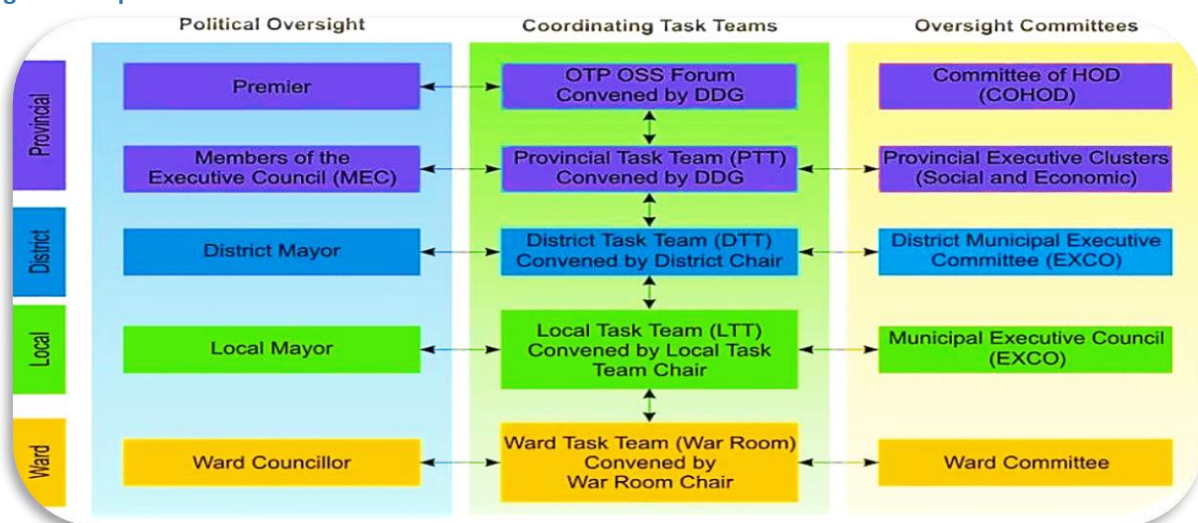 Political Oversight
Coordinating Task Teams
Oversight Committees
Provincial
Premier
OTP OSS Forum
Convened by DDG
Committee of HOD
(COHOD)
Members of the
Executive Council (MEC)
Provincial Task Team (PTT)
Convened by DDG
Provincial Executive Clusters
(Social and Economic)
District
District Mayor
District Task Team (DTT)
Convened by District Chair
District Municipal Executive
Committee (EXCO)
Local
Local Mayor
Local Task Team (LTT)
Convened by Local Task
Team Chair
Municipal Executive Council
(EXCO)
Ward
Ward Councillor
Ward Task Team (War Room)
Convened by
War Room Chair
Ward Committee